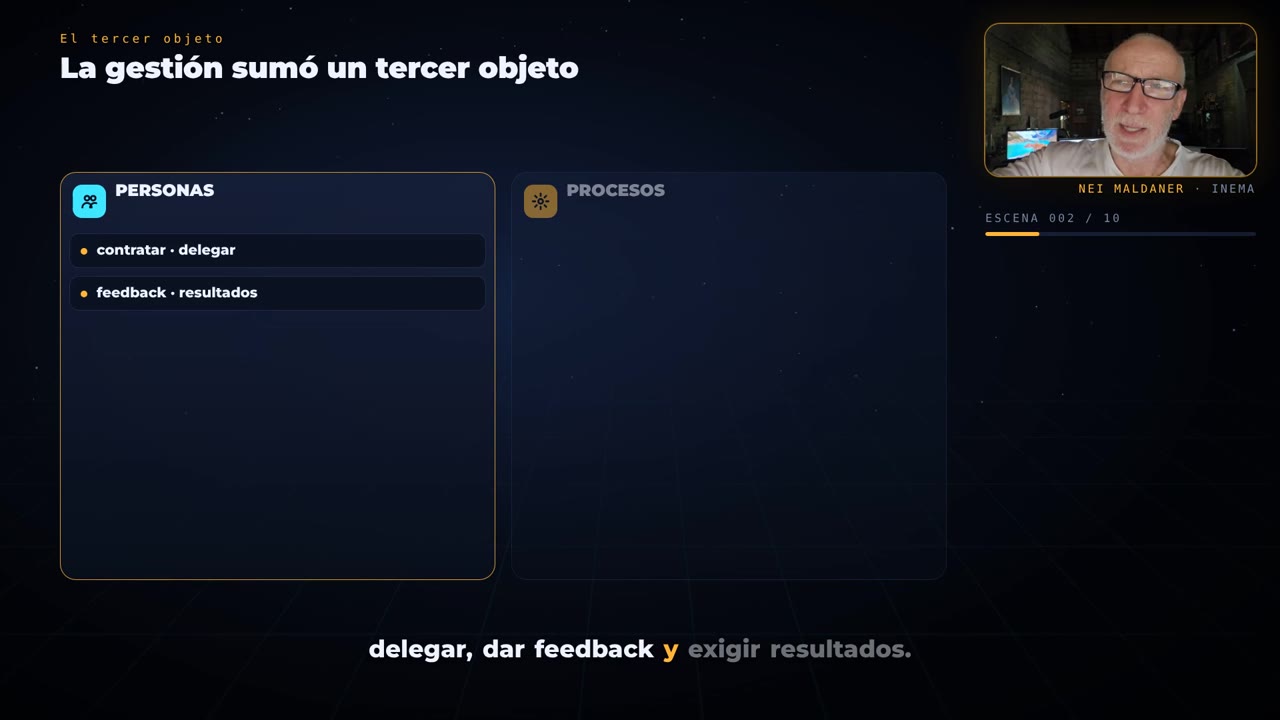 El tercer objeto
La gestión sumó un tercer objeto
PERSONAS
contratar · delegar
feedback · resultados
PROCESOS
NEI MALDANER · INEMA
ESCENA 002 / 10
delegar, dar feedback y exigir resultados.